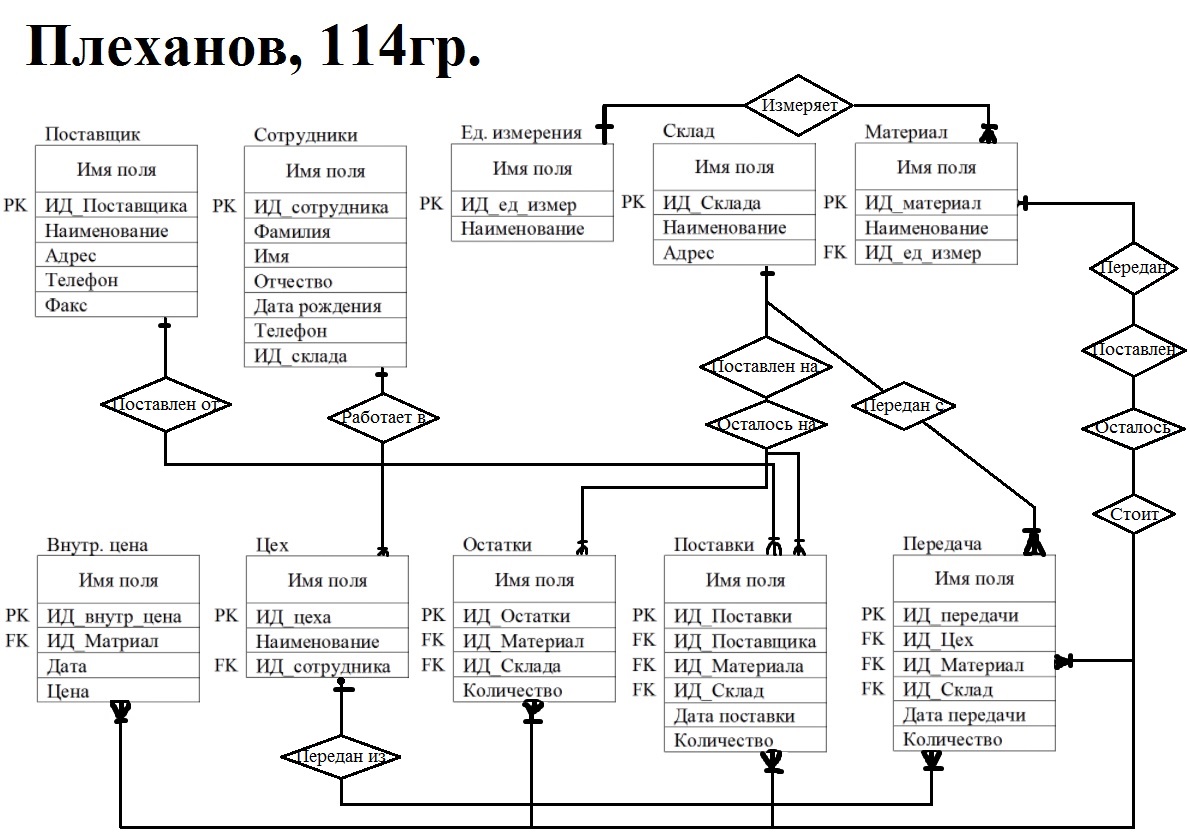 Плеханов, 114гр.
Измеряет
Поставщик
Имя поля
PK ИД_Поставщика
Наименование
Адрес
Телефон
Факс
Сотрудники
Имя поля
PK ИД_сотрудника
Фамилия
Имя
Отчество
Дата рождения
Телефон
ИД_склада
Ед. измерения
Имя поля
PK ИД_ед_измер
Наименование
Склад
Имя поля
PK ИД_Склада
Наименование
Адрес
Материал
Имя поля
PK ИД_материал
Наименование
FK ИД_ед_измер
Передан
Поставлен
Осталось
Стоит
Поставлен от
Работает в
Поставлен на
Осталось на
Передан с
Внутр. цена
Имя поля
PK ИД_внутр_цена
FK ИД_Матриал
Дата
Цена
Цех
Имя поля
PK ИД_цеха
Наименование
FK ИД_сотрудника
Остатки
Имя поля
PK ИД_Остатки
FK ИД_Материал
FK ИД_Склада
Количество
Поставки
Имя поля
PK ИД_Поставки
FK ИД_Поставщика
FK ИД_Материала
FK ИД_Склад
Дата поставки
Количество
Передача
Имя поля
PK ИД_передачи
FK ИД_Цех
FK ИД_Материал
FK ИД_Склад
Дата передачи
Количество
Передан из